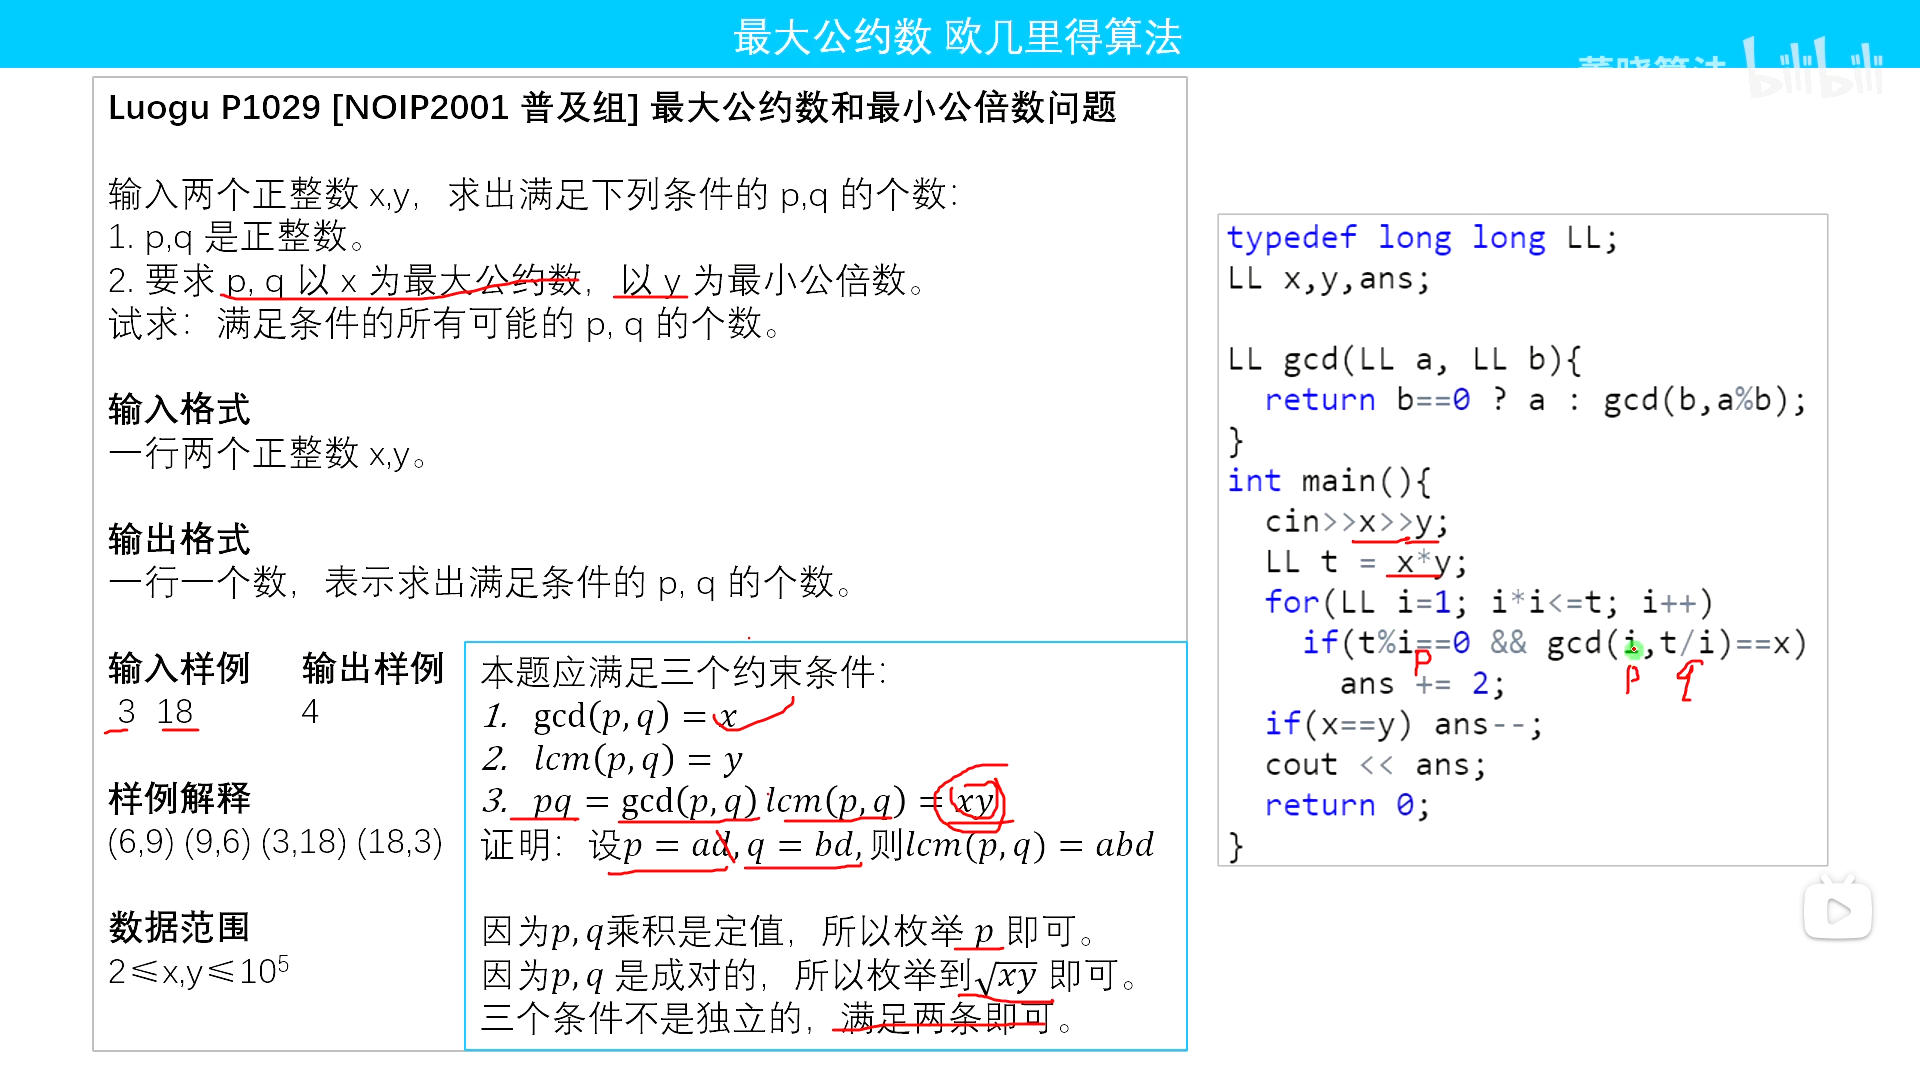 最大公约数 欧几里得算法
董晓算法 bilibili
Luogu P1029 [NOIP2001 普及组] 最大公约数和最小公倍数问题
输入两个正整数 x,y，求出满足下列条件的 p,q 的个数：
1. p,q 是正整数。
2. 要求 p, q 以 x 为最大公约数，以 y 为最小公倍数。
试求：满足条件的所有可能的 p, q 的个数。
输入格式
一行两个正整数 x,y。
输出格式
一行一个数，表示求出满足条件的 p, q 的个数。
输入样例 输出样例
3 18 4
样例解释
(6,9) (9,6) (3,18) (18,3)
数据范围
2≤x,y≤10⁵
本题应满足三个约束条件：
1. gcd(p, q) = x
2. lcm(p, q) = y
3. pq = gcd(p, q) lcm(p, q) = xy
证明：设p = ad, q = bd, 则lcm(p, q) = abd
因为p, q乘积是定值，所以枚举 p 即可。
因为p, q 是成对的，所以枚举到√xy 即可。
三个条件不是独立的，满足两条即可。
typedef long long LL;
LL x,y,ans;
LL gcd(LL a, LL b){
  return b==0 ? a : gcd(b,a%b);
}
int main(){
  cin>>x>>y;
  LL t = x*y;
  for(LL i=1; i*i<=t; i++)
    if(t%i==0 && gcd(i,t/i)==x)
P p q
      ans += 2;
  if(x==y) ans--;
  cout << ans;
  return 0;
}